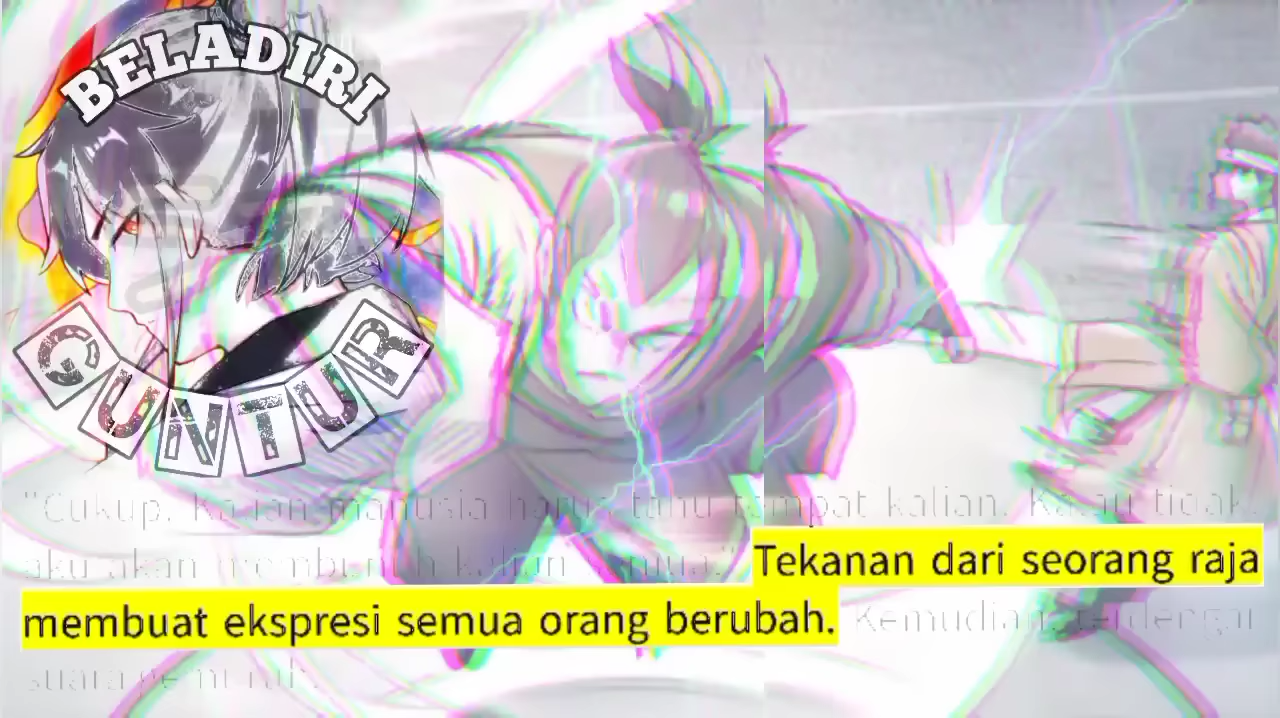 BELADIRI
GUNTUR
"Cukup. Kalian manusia harus tahu tempat kalian. Kalau tidak,
aku akan membunuh kalian semua." Tekanan dari seorang raja
membuat ekspresi semua orang berubah. Kemudian, terdengar
suara gemuruh.